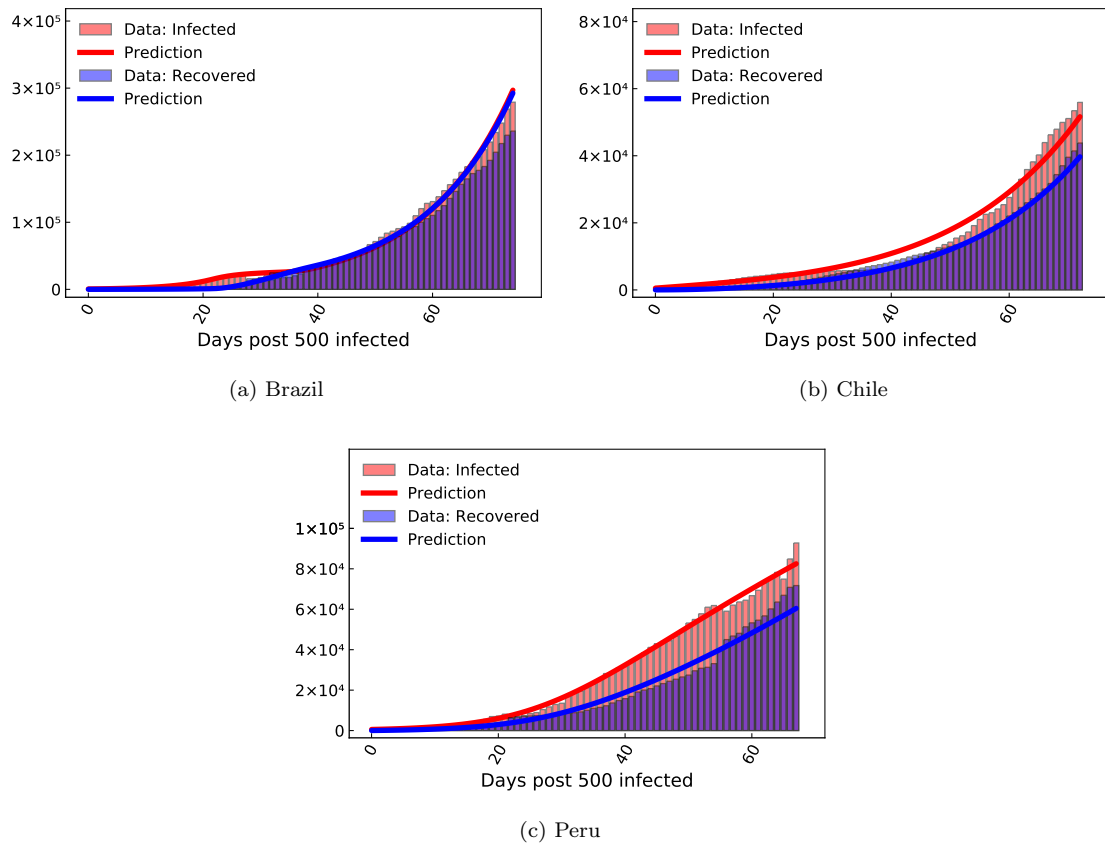 4×10⁵
3×10⁵
2×10⁵
1×10⁵
0
Data: Infected
Prediction
Data: Recovered
Prediction
0
20
40
60
Days post 500 infected
(a) Brazil
8×10⁴
6×10⁴
4×10⁴
2×10⁴
0
Data: Infected
Prediction
Data: Recovered
Prediction
0
20
40
60
Days post 500 infected
(b) Chile
1×10⁵
8×10⁴
6×10⁴
4×10⁴
2×10⁴
0
Data: Infected
Prediction
Data: Recovered
Prediction
0
20
40
60
Days post 500 infected
(c) Peru